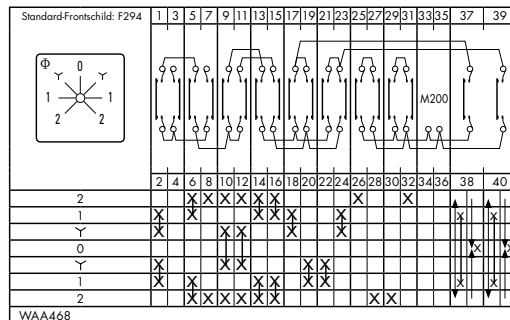 Standard-Frontschild: F294 1 3 5 7 9 11 13 15 17 19 21 23 25 27 29 31 33 35 37 39
0
1 1
2 2
M200
2 4 6 8 10 12 14 16 18 20 22 24 26 28 30 32 34 36 38 40
2 X X X X X X X X
1 X X X X X X X X
Y X X X X X
0 X X
Y X X X X X
1 X X X X X X
2 X X X X X X X X
WAA468